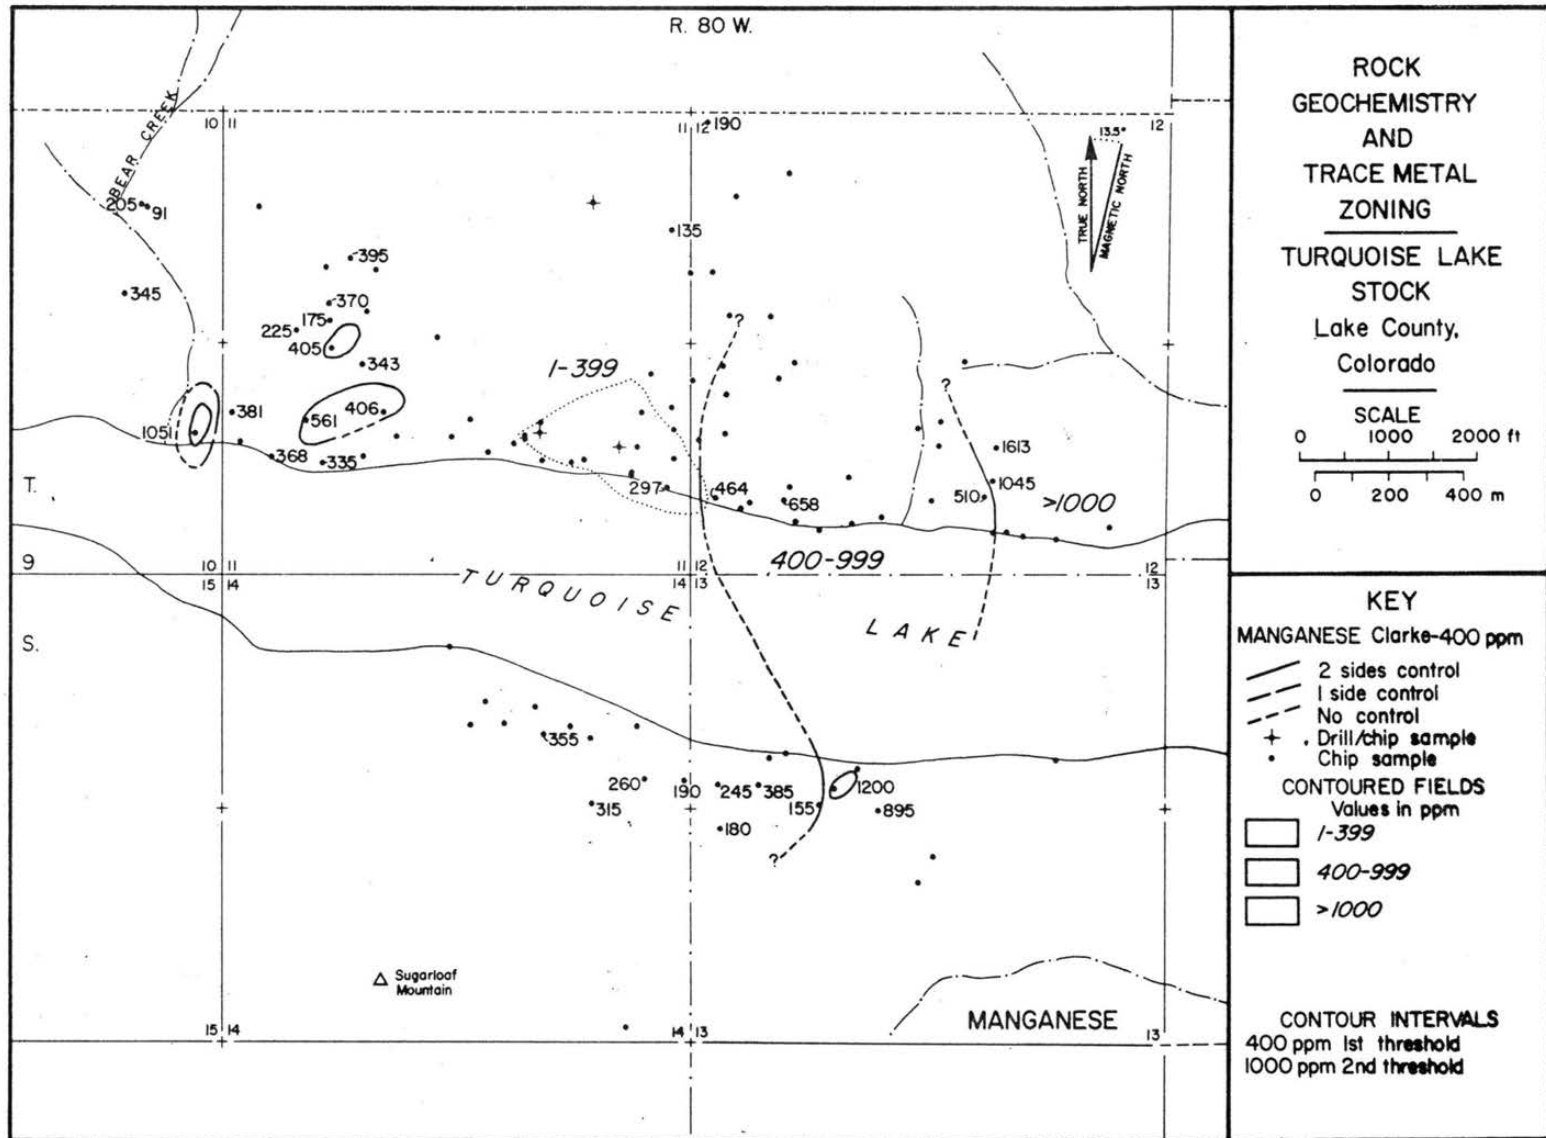 R. 80 W.
10 11
11 12
190
12
BEAR CREEK
13.5°
TRUE NORTH
MAGNETIC NORTH
205
91
135
395
345
370
175
225
405
343
1-399
?
?
381
406
561
1051
368
335
1613
1045
510
>1000
297
464
658
T.
9
S.
400-999
10 11
15 14
11 12
14 13
12
13
TURQUOISE LAKE
355
260
190
245
385
155
1200
315
895
180
?
Sugarloaf
Mountain
15 14
14 13
MANGANESE
13
ROCK
GEOCHEMISTRY
AND
TRACE METAL
ZONING
TURQUOISE LAKE
STOCK
Lake County,
Colorado
SCALE
0 1000 2000 ft
0 200 400 m
KEY
MANGANESE Clarke-400 ppm
2 sides control
1 side control
No control
Drill/chip sample
Chip sample
CONTOURED FIELDS
Values in ppm
1-399
400-999
>1000
CONTOUR INTERVALS
400 ppm 1st threshold
1000 ppm 2nd threshold